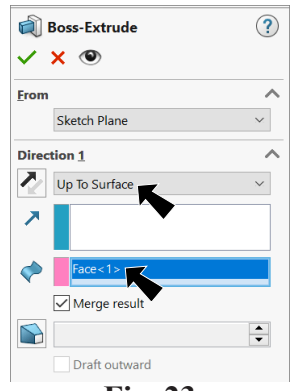 Boss-Extrude
?
From
Sketch Plane
Direction 1
Up To Surface
Face<1>
Merge result
Draft outward
Fig. 23